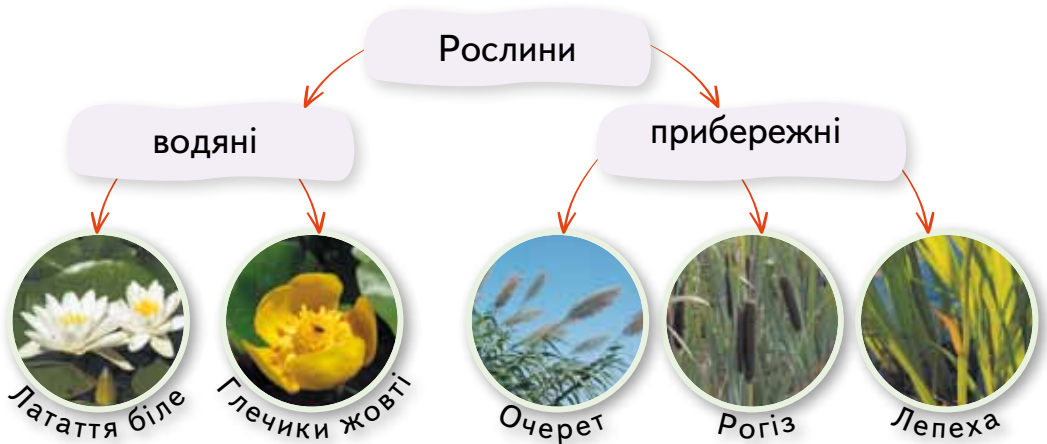 Рослини
водяні
прибережні
Латаття біле
Глечики жовті
Очерет
Рогіз
Лепеха